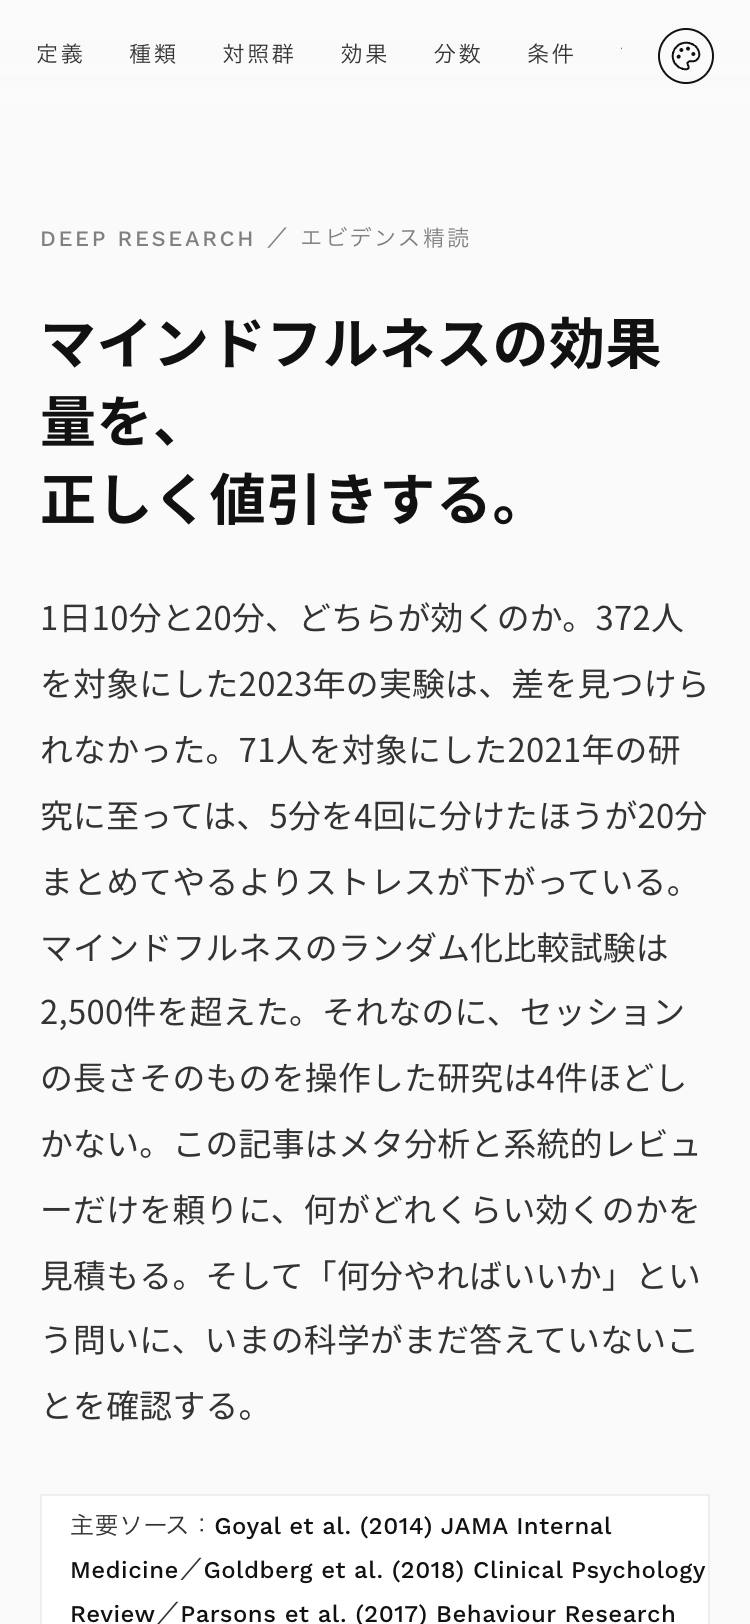 定義 種類 対照群 効果 分数 条件
DEEP RESEARCH ／ エビデンス精読
マインドフルネスの効果
量を、
正しく値引きする。
1日10分と20分、どちらが効くのか。372人
を対象にした2023年の実験は、差を見つけら
れなかった。71人を対象にした2021年の研
究に至っては、5分を4回に分けたほうが20分
まとめてやるよりストレスが下がっている。
マインドフルネスのランダム化比較試験は
2,500件を超えた。それなのに、セッション
の長さそのものを操作した研究は4件ほどし
かない。この記事はメタ分析と系統的レビュ
ーだけを頼りに、何がどれくらい効くのかを
見積もる。そして「何分やればいいか」とい
う問いに、いまの科学がまだ答えていないこ
とを確認する。
主要ソース：Goyal et al. (2014) JAMA Internal
Medicine／Goldberg et al. (2018) Clinical Psychology
Review／Parsons et al. (2017) Behaviour Research